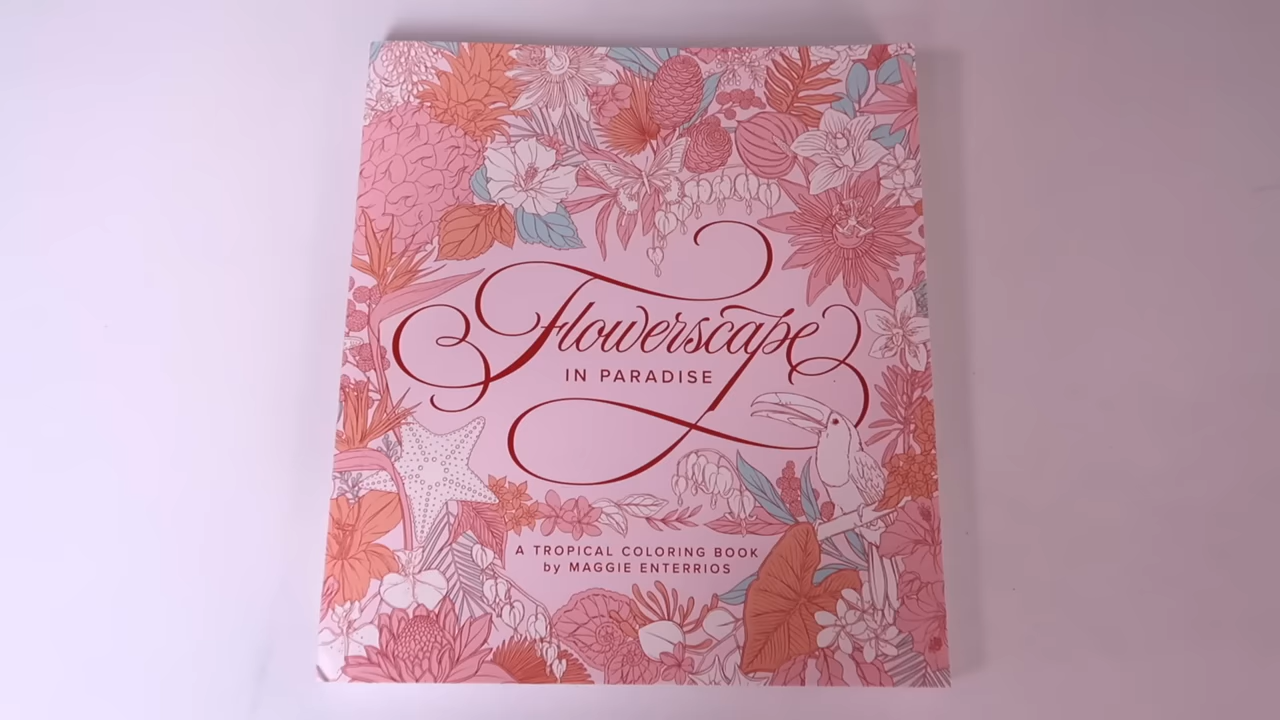 Flowerscape
IN PARADISE
A TROPICAL COLORING BOOK
by MAGGIE ENTERRIOS